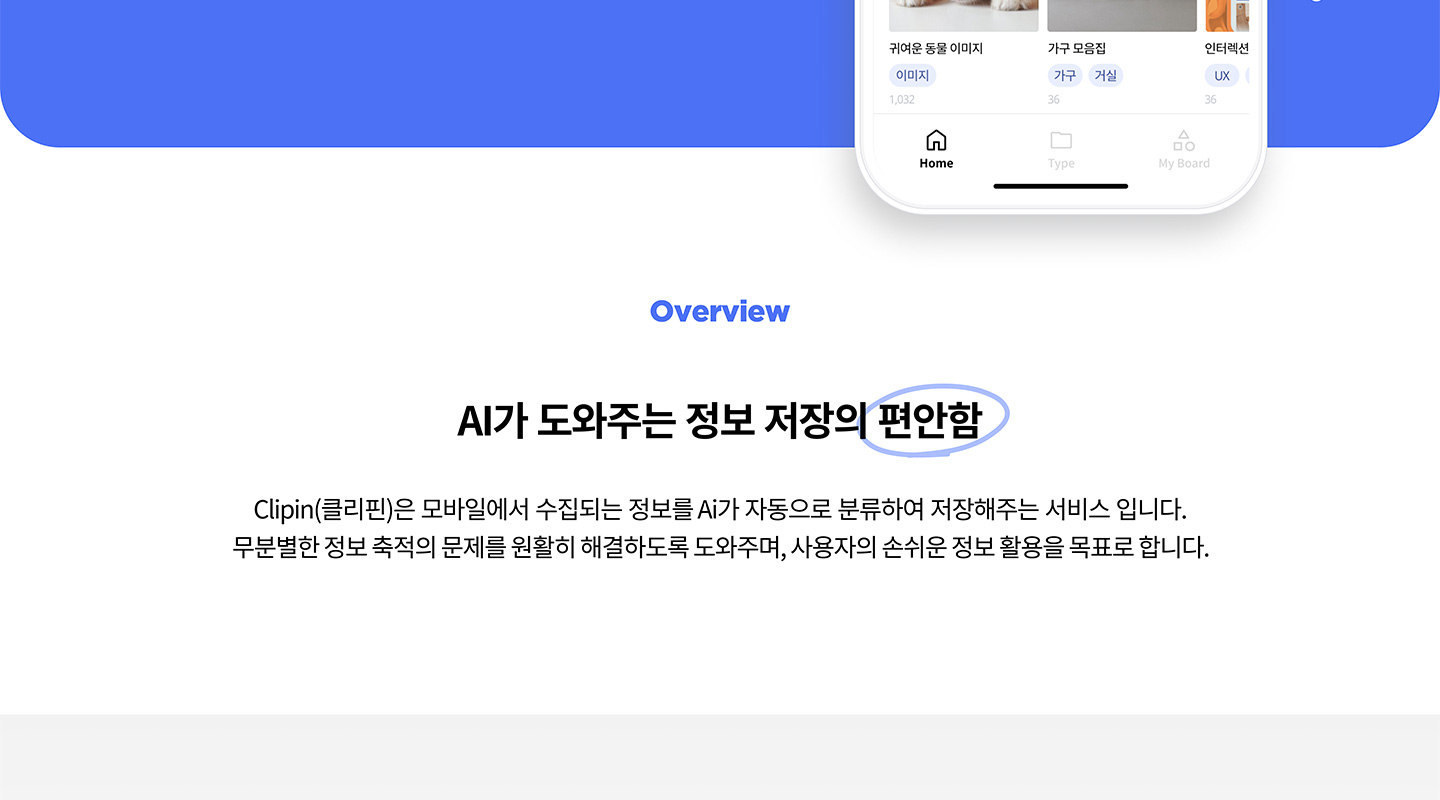 귀여운 동물 이미지
가구 모음집
인터렉션
이미지
가구 거실
UX
1,032
36
36
Home
Type
My Board
Overview
AI가 도와주는 정보 저장의 편안함
Clipin(클리핀)은 모바일에서 수집되는 정보를 Ai가 자동으로 분류하여 저장해주는 서비스 입니다.
무분별한 정보 축적의 문제를 원활히 해결하도록 도와주며, 사용자의 손쉬운 정보 활용을 목표로 합니다.